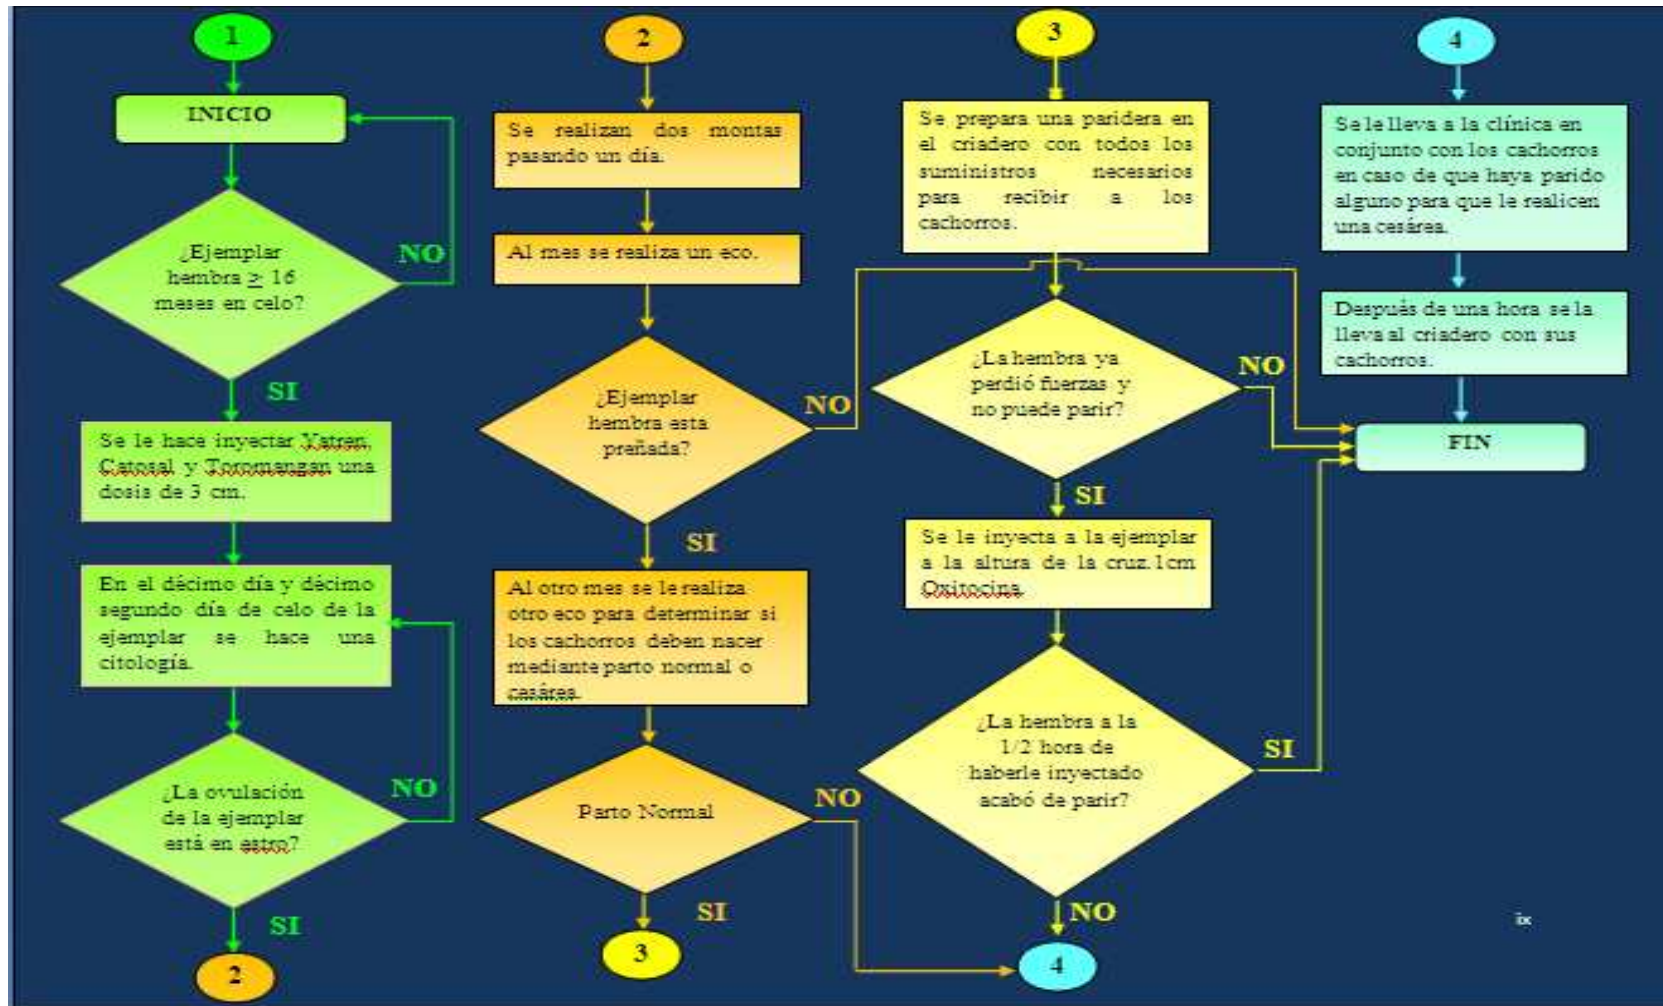 1
INICIO
¿Ejemplar
hembra ≥ 16
meses en celo?
NO
SI
Se le hace inyectar Yatren,
Catosal y Toromangan una
dosis de 3 cm.
En el décimo día y décimo
segundo día de celo de la
ejemplar se hace una
citología.
¿La ovulación
de la ejemplar
está en estro?
NO
SI
2
2
Se realizan dos montas
pasando un día.
Al mes se realiza un eco.
¿Ejemplar
hembra esta
preñada?
NO
SI
Al otro mes se le realiza
otro eco para determinar si
los cachorros deben nacer
mediante parto normal o
cesárea.
Parto Normal
NO
SI
3
3
Se prepara una paridera en
el criadero con todos los
suministros necesarios
para recibir a los
cachorros.
¿La hembra ya
perdió fuerzas y
no puede parir?
NO
SI
Se le inyecta a la ejemplar
a la altura de la cruz.1cm
Oxitocina.
¿La hembra a la
1/2 hora de
haberle inyectado
acabó de parir?
SI
NO
4
4
Se le lleva a la clínica en
conjunto con los cachorros
en caso de que haya parido
alguno para que le realicen
una cesárea.
Después de una hora se la
lleva al criadero con sus
cachorros.
FIN
ix